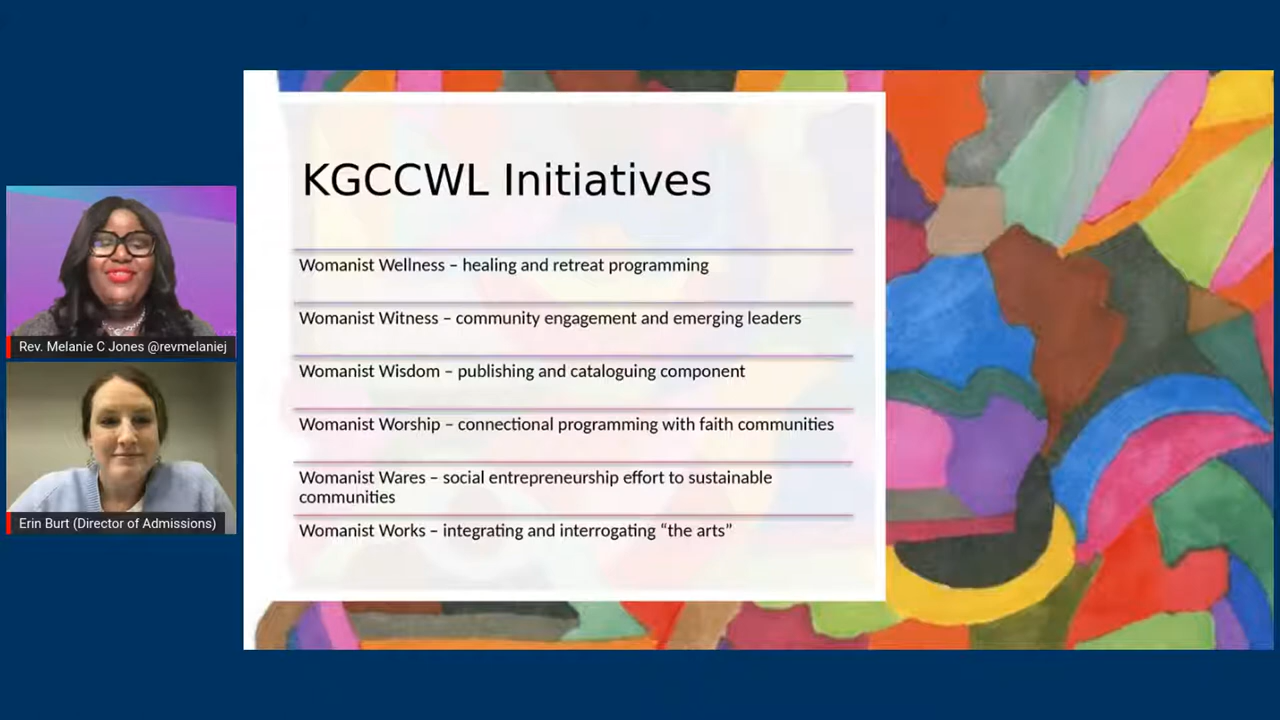 KGCCWL Initiatives
Womanist Wellness – healing and retreat programming
Womanist Witness – community engagement and emerging leaders
Womanist Wisdom – publishing and cataloguing component
Womanist Worship – connectional programming with faith communities
Womanist Wares – social entrepreneurship effort to sustainable
communities
Womanist Works – integrating and interrogating “the arts”
Rev. Melanie C Jones @revmelaniej
Erin Burt (Director of Admissions)